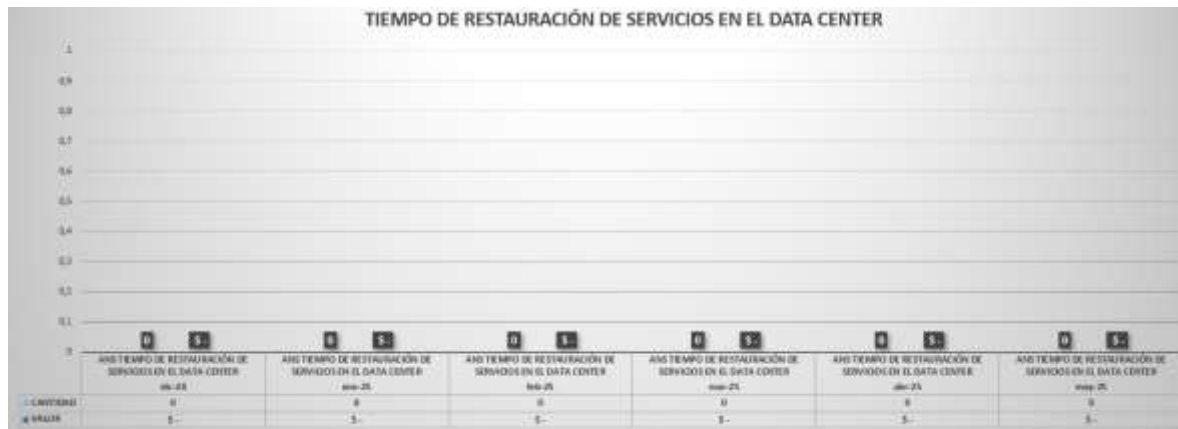 TIEMPO DE RESTAURACIÓN DE SERVICIOS EN EL DATA CENTER
1
0,9
0,8
0,7
0,6
0,5
0,4
0,3
0,2
0,1
0
0 $- 0 $- 0 $- 0 $- 0 $- 0 $-
ANS TIEMPO DE RESTAURACIÓN DE ANS TIEMPO DE RESTAURACIÓN DE ANS TIEMPO DE RESTAURACIÓN DE ANS TIEMPO DE RESTAURACIÓN DE ANS TIEMPO DE RESTAURACIÓN DE ANS TIEMPO DE RESTAURACIÓN DE
SERVICIOS EN EL DATA CENTER SERVICIOS EN EL DATA CENTER SERVICIOS EN EL DATA CENTER SERVICIOS EN EL DATA CENTER SERVICIOS EN EL DATA CENTER SERVICIOS EN EL DATA CENTER
dic-24 ene-25 feb-25 mar-25 abr-25 may-25
CANTIDAD 0 0 0 0 0 0
VALOR $- $- $- $- $- $-